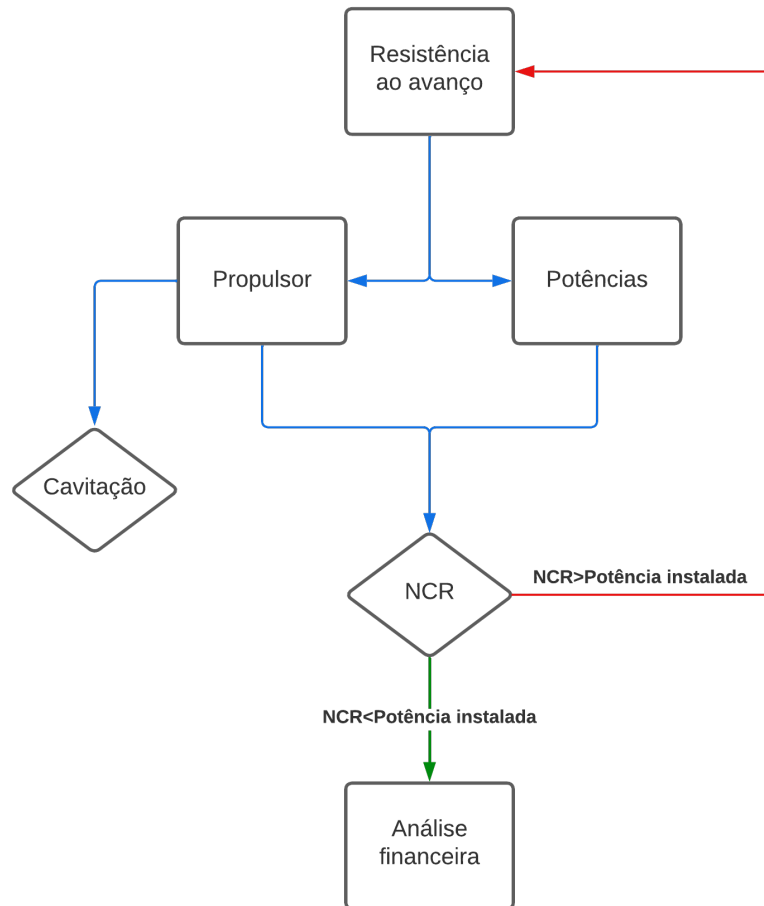 Resistência
ao avanço
Propulsor
Potências
Cavitação
NCR
NCR>Potência instalada
NCR<Potência instalada
Análise
financeira